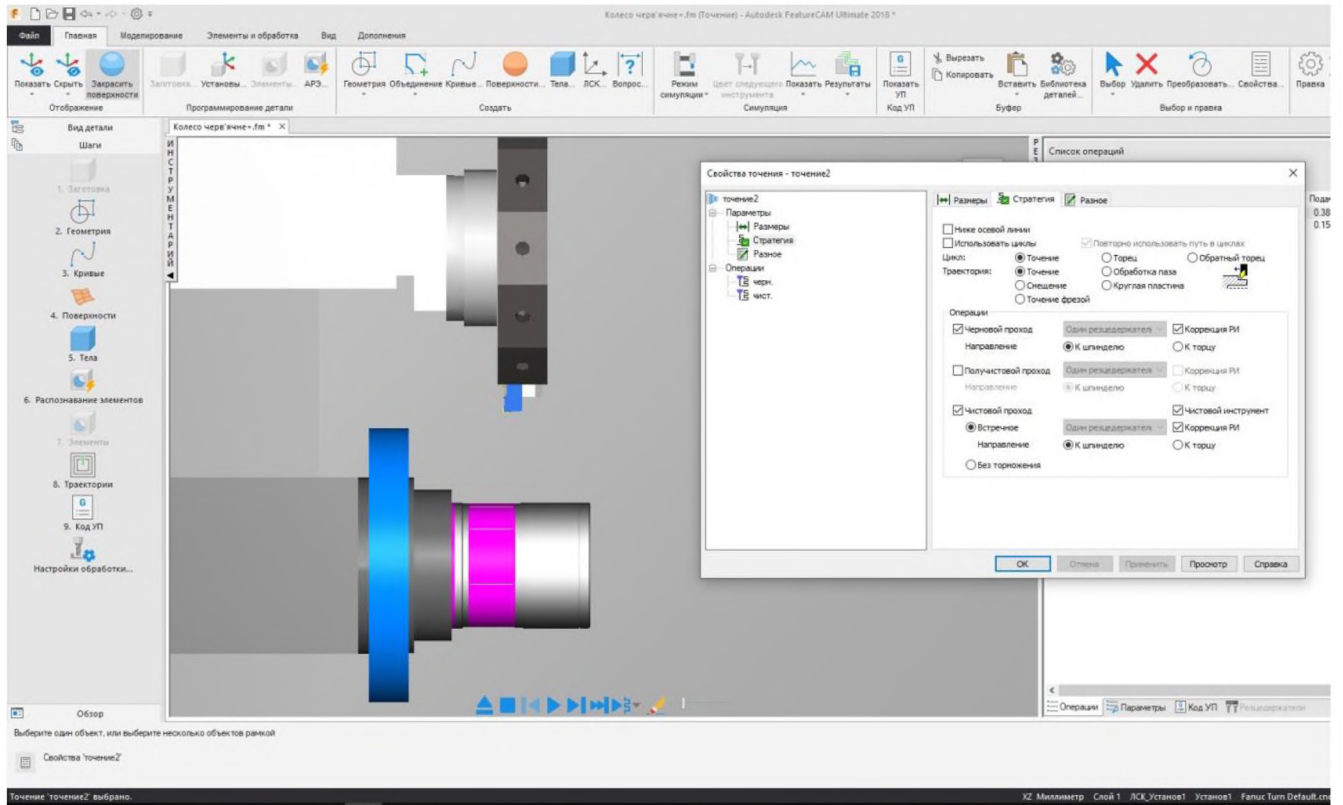 Колесо черв'ячне+.fm (Точение) - Autodesk FeatureCAM Ultimate 2018 *
Файл Главная Моделирование Элементы и обработка Вид Дополнения
Показать Скрыть Закрасить поверхности Заготовка... Установы... Элементы... АРЭ... Геометрия Объединение Кривые... Поверхности... Тела... ЛСК... Вопрос... Режим симуляции Цвет следующего инструмента Показать Результаты Показать УП Вырезать Копировать Вставить Библиотека деталей... Выбор Удалить Преобразовать... Свойства... Правка
Отображение Программирование детали Создать Симуляция Код УП Буфер Выбор и правка
Вид детали
Шаги
1. Заготовка
2. Геометрия
3. Кривые
4. Поверхности
5. Тела
6. Распознавание элементов
7. Элементы
8. Траектории
9. Код УП
Настройки обработки...
Обзор
Колесо черв'ячне+.fm *
ИНСТРУМЕНТАРИЙ
Список операций
Подач
0.38
0.15
Свойства точения - точение2
точение2
Параметры
Размеры
Стратегия
Разное
Операции
черн.
чист.
Размеры Стратегия Разное
Ниже осевой линии
Использовать циклы Повторно использовать путь в циклах
Цикл: Точение Торец Обратный торец
Траектория: Точение Обработка паза
Смещение Круглая пластина
Точение фрезой
Операции
Черновой проход Один резцедержател Коррекция РИ
Направление К шпинделю К торцу
Получистовой проход Один резцедержател Коррекция РИ
Направление К шпинделю К торцу
Чистовой проход Чистовой инструмент
Встречное Один резцедержател Коррекция РИ
Направление К шпинделю К торцу
Без торможения
ОК Отмена Применить Просмотр Справка
Операции Параметры Код УП Резцедержатели
Выберите один объект, или выберите несколько объектов рамкой
Свойства 'точение2'
Точение 'точение2' выбрано.
XZ Миллиметр Слой 1 ЛСК_Установ1 Установ1 Fanuc Turn Default.cnc